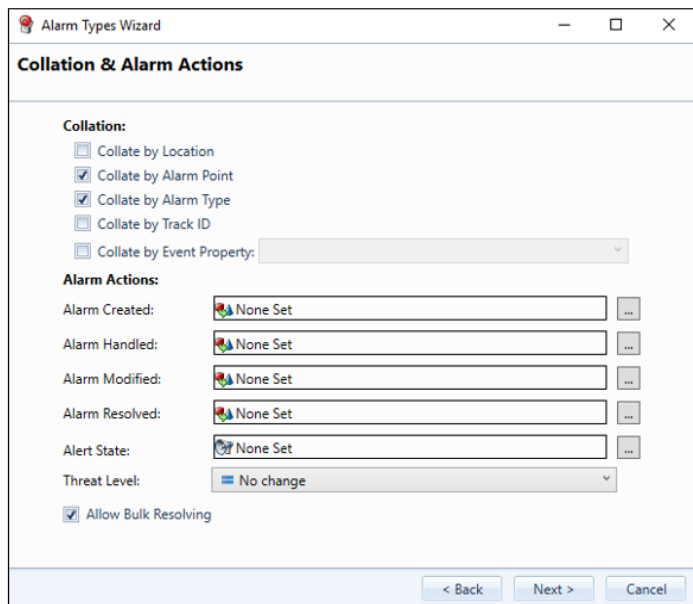 Alarm Types Wizard
Collation & Alarm Actions
Collation:
Collate by Location
Collate by Alarm Point
Collate by Alarm Type
Collate by Track ID
Collate by Event Property:
Alarm Actions:
Alarm Created: None Set ...
Alarm Handled: None Set ...
Alarm Modified: None Set ...
Alarm Resolved: None Set ...
Alert State: None Set ...
Threat Level: No change
Allow Bulk Resolving
< Back Next > Cancel